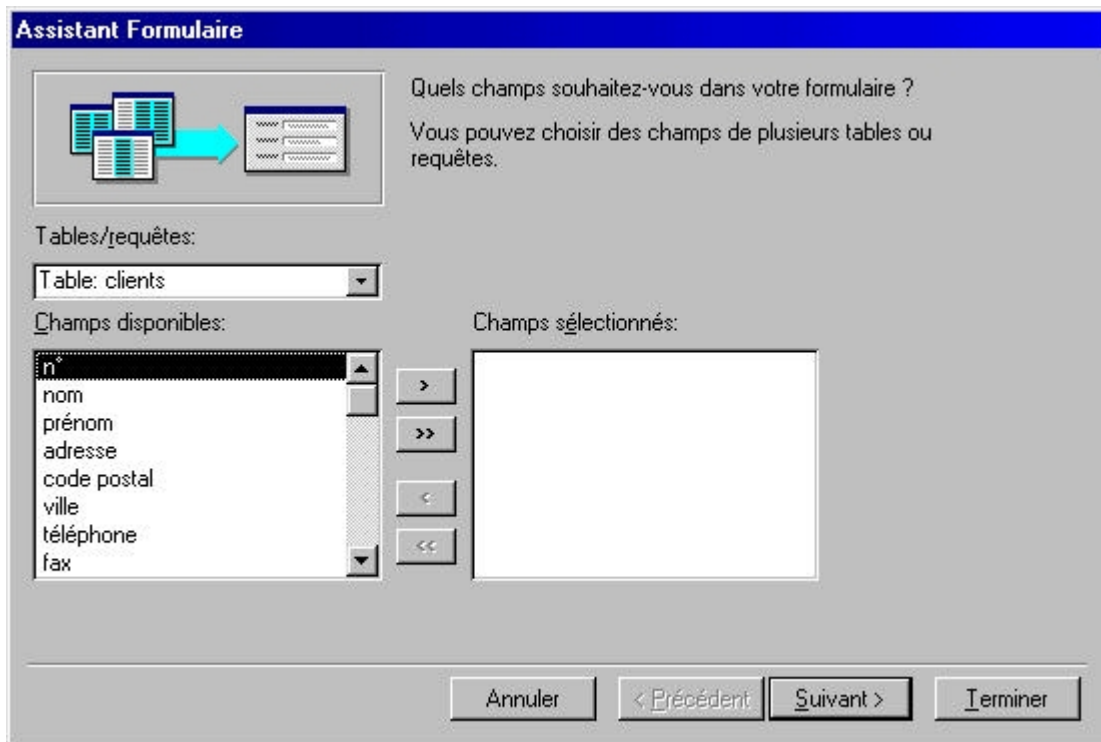 Assistant Formulaire
Quels champs souhaitez-vous dans votre formulaire ?
Vous pouvez choisir des champs de plusieurs tables ou
requêtes.
Tables/requêtes:
Table: clients
Champs disponibles:
Champs sélectionnés:
n°
nom
prénom
adresse
code postal
ville
téléphone
fax
>
>>
<
<<
Annuler
< Précédent
Suivant >
Terminer